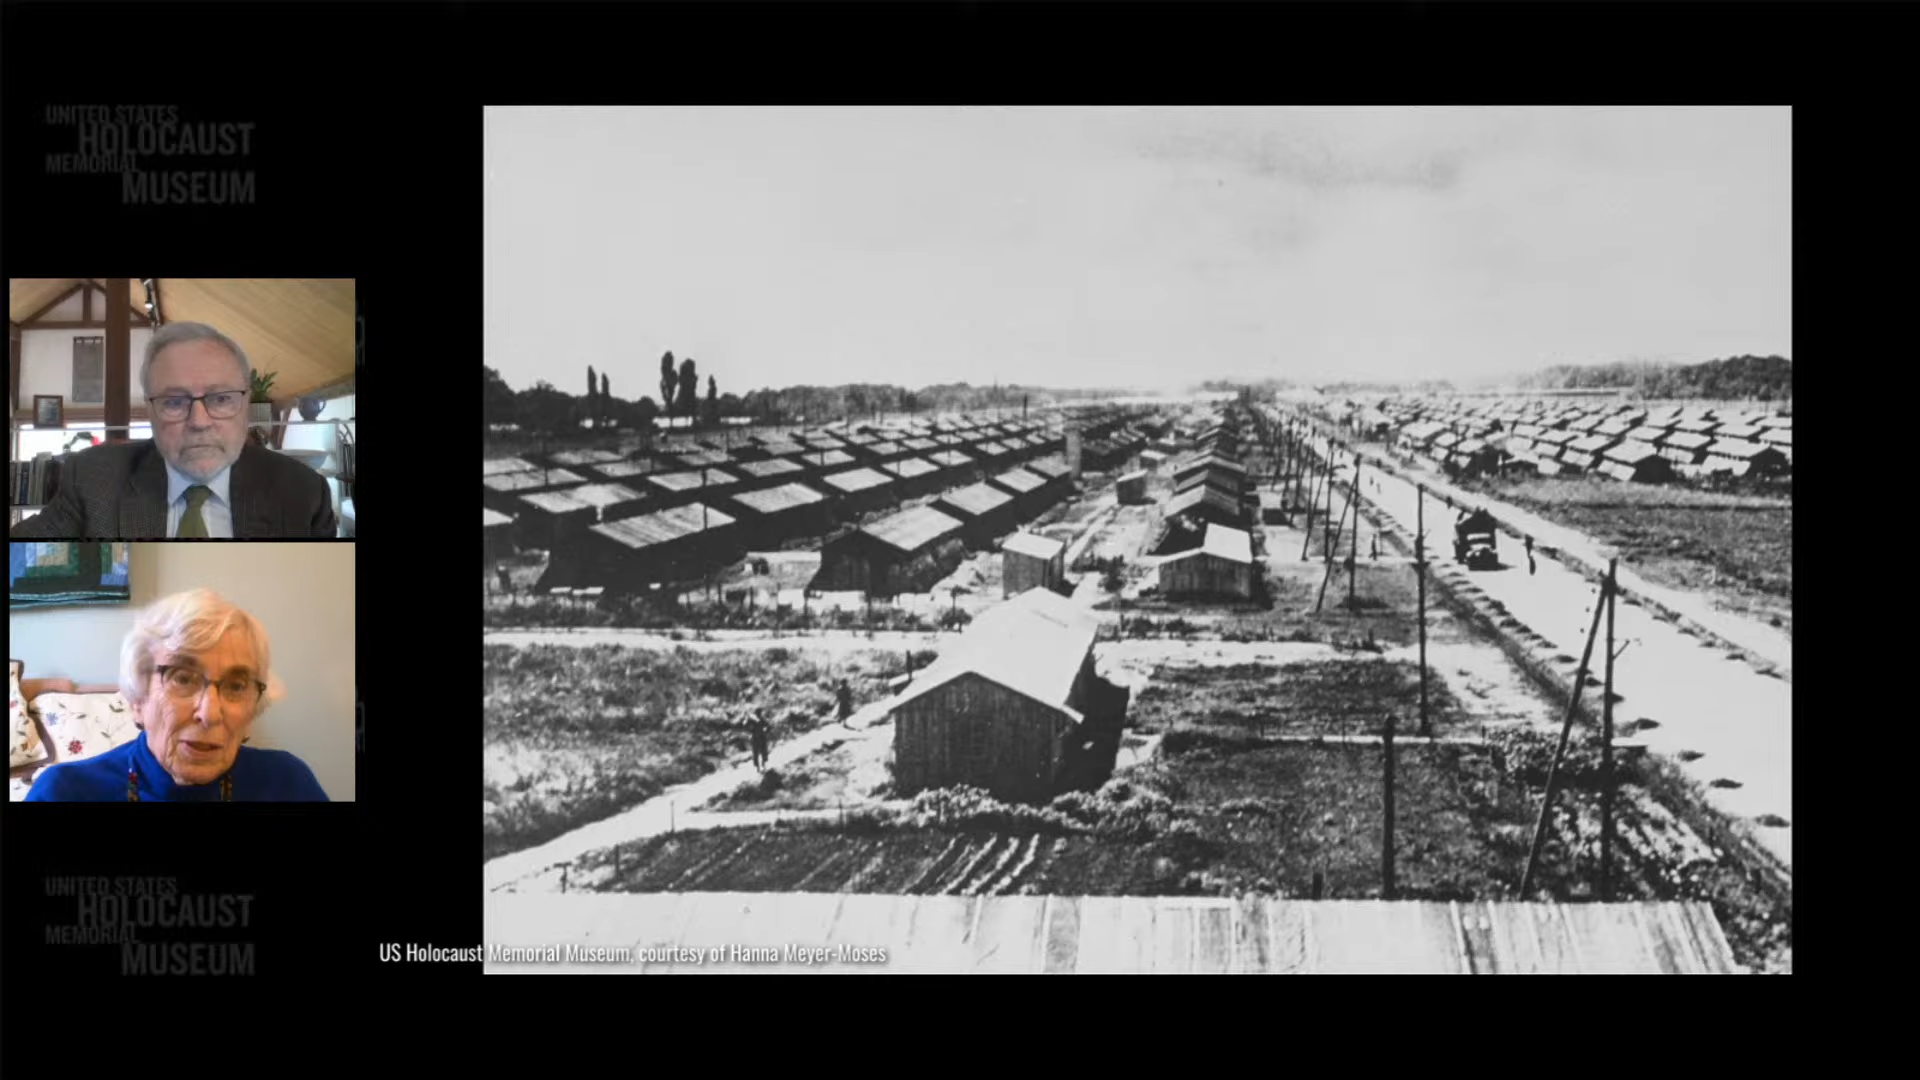 UNITED STATES
HOLOCAUST
MEMORIAL
MUSEUM
UNITED STATES
HOLOCAUST
MEMORIAL
MUSEUM
US Holocaust Memorial Museum, courtesy of Hanna Meyer-Moses